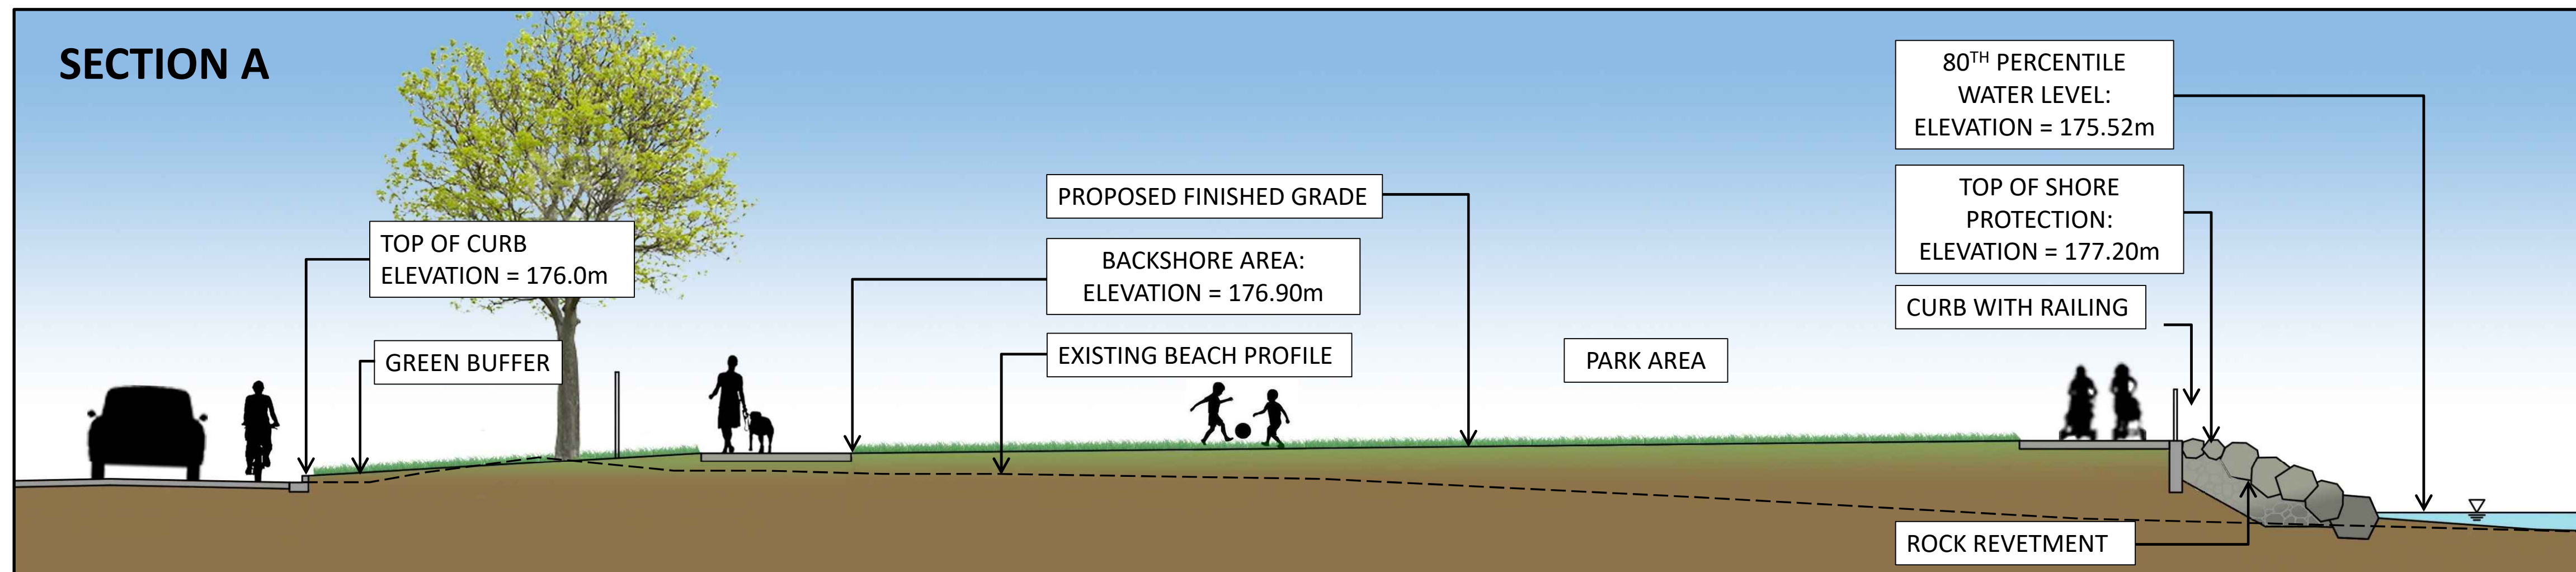 SECTION A
80TH PERCENTILE
WATER LEVEL:
ELEVATION = 175.52m
TOP OF SHORE
PROTECTION:
ELEVATION = 177.20m
CURB WITH RAILING
PROPOSED FINISHED GRADE
BACKSHORE AREA:
ELEVATION = 176.90m
EXISTING BEACH PROFILE
PARK AREA
TOP OF CURB
ELEVATION = 176.0m
GREEN BUFFER
ROCK REVETMENT